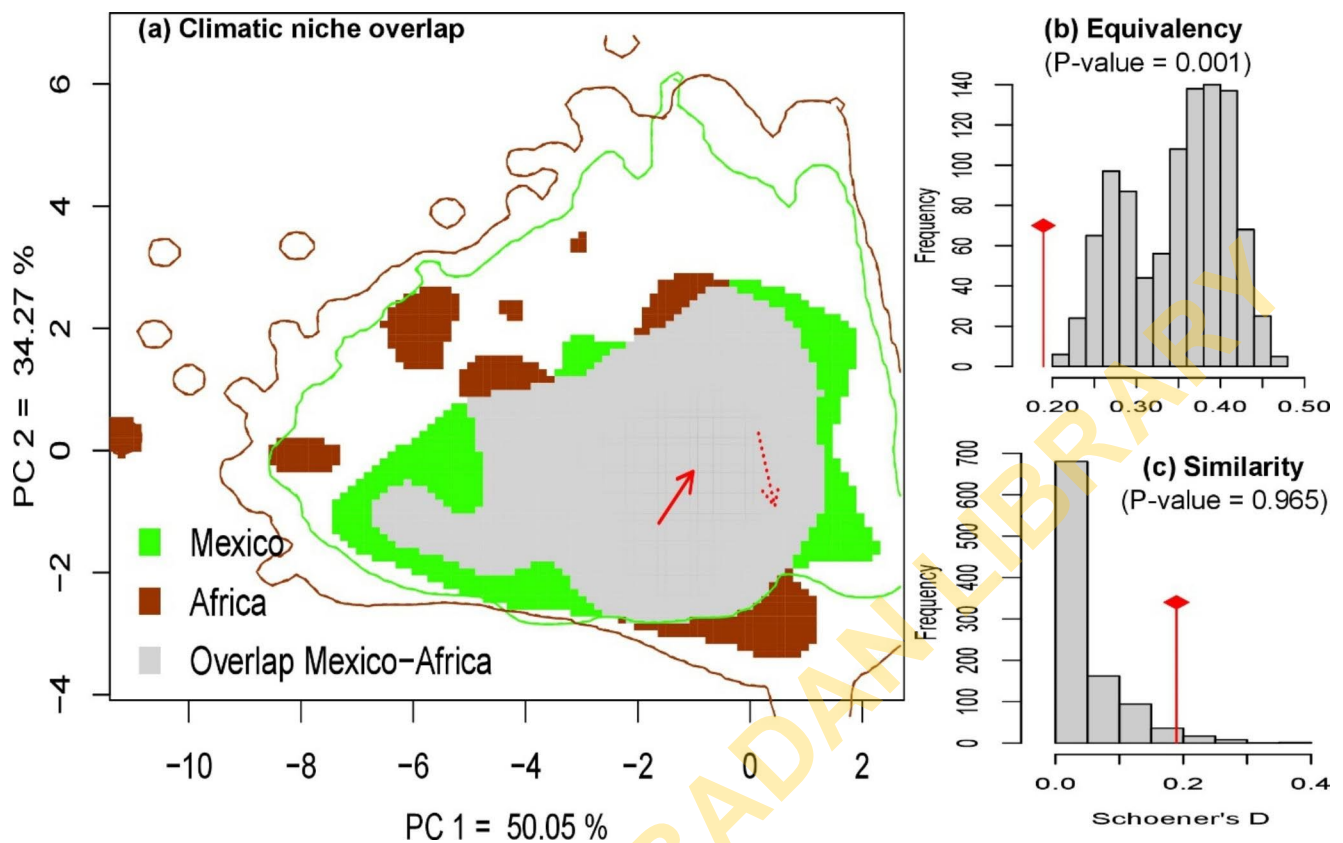 (a) Climatic niche overlap
PC 2 = 34.27 %
6
4
2
0
−2
−4
Mexico
Africa
Overlap Mexico−Africa
−10
−8
−6
−4
−2
0
2
PC 1 = 50.05 %
(b) Equivalency
(P-value = 0.001)
Frequency
140
120
100
80
60
40
20
0
0.20
0.30
0.40
0.50
(c) Similarity
(P-value = 0.965)
Frequency
700
600
500
400
300
200
100
0
0.0
0.2
0.4
Schoener's D
BADAN LIBRARY